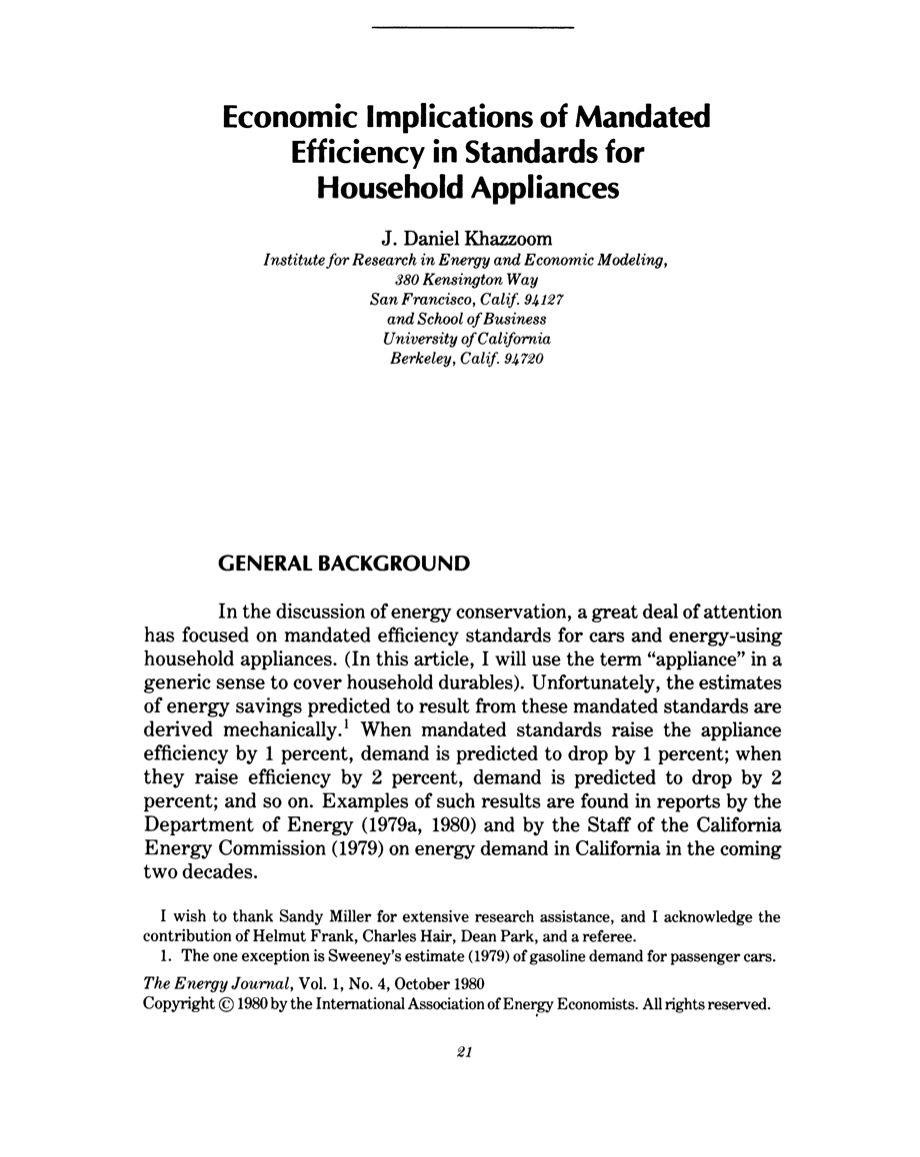 Economic Implications of Mandated
Efficiency in Standards for
Household Appliances
J. Daniel Khazzoom
Institute for Research in Energy and Economic Modeling,
380 Kensington Way
San Francisco, Calif. 94127
and School of Business
University of California
Berkeley, Calif. 94720
GENERAL BACKGROUND
In the discussion of energy conservation, a great deal of attention
has focused on mandated efficiency standards for cars and energy-using
household appliances. (In this article, I will use the term “appliance” in a
generic sense to cover household durables). Unfortunately, the estimates
of energy savings predicted to result from these mandated standards are
derived mechanically.¹ When mandated standards raise the appliance
efficiency by 1 percent, demand is predicted to drop by 1 percent; when
they raise efficiency by 2 percent, demand is predicted to drop by 2
percent; and so on. Examples of such results are found in reports by the
Department of Energy (1979a, 1980) and by the Staff of the California
Energy Commission (1979) on energy demand in California in the coming
two decades.
I wish to thank Sandy Miller for extensive research assistance, and I acknowledge the
contribution of Helmut Frank, Charles Hair, Dean Park, and a referee.
1. The one exception is Sweeney's estimate (1979) of gasoline demand for passenger cars.
The Energy Journal, Vol. 1, No. 4, October 1980
Copyright © 1980 by the International Association of Energy Economists. All rights reserved.
21